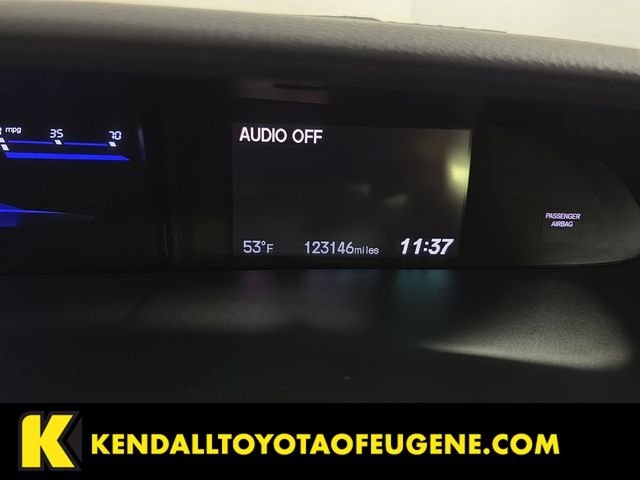 mpg 35 70
AUDIO OFF
53°F 123146miles 11:37
PASSENGER
AIRBAG
K KENDALLTOYOTAOFEUGENE.COM